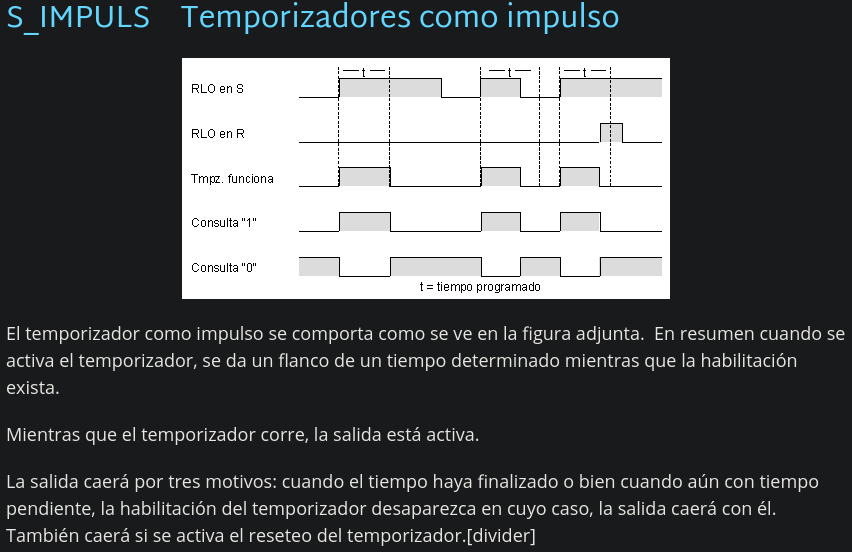 S_IMPULS Temporizadores como impulso
t t t
RLO en S
RLO en R
Tmpz. funciona
Consulta "1"
Consulta "0"
t = tiempo programado
El temporizador como impulso se comporta como se ve en la figura adjunta. En resumen cuando se
activa el temporizador, se da un flanco de un tiempo determinado mientras que la habilitación
exista.
Mientras que el temporizador corre, la salida está activa.
La salida caerá por tres motivos: cuando el tiempo haya finalizado o bien cuando aún con tiempo
pendiente, la habilitación del temporizador desaparezca en cuyo caso, la salida caerá con él.
También caerá si se activa el reseteo del temporizador.[divider]